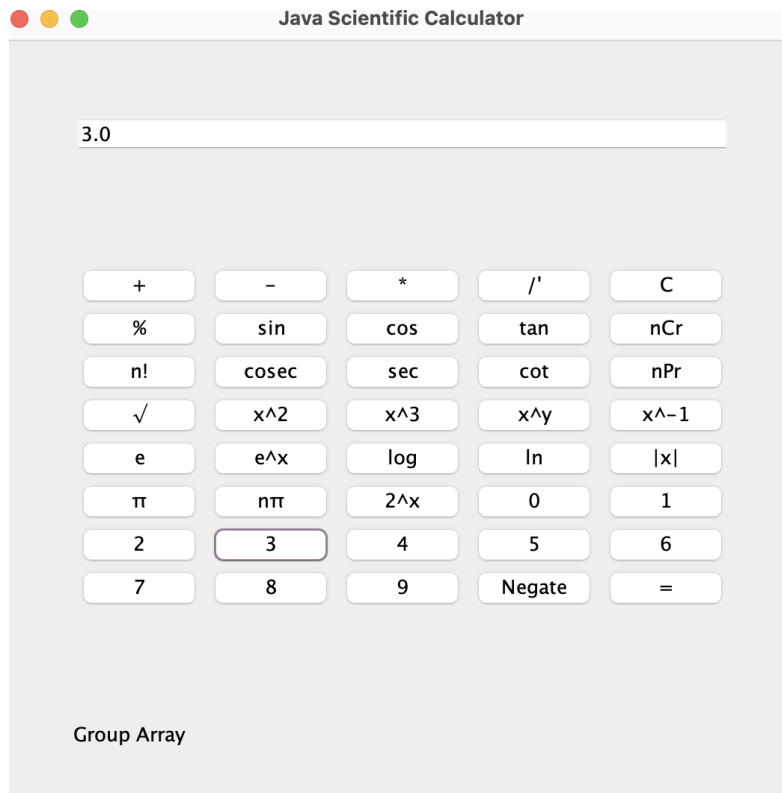 Java Scientific Calculator
3.0
+ - * /' C
% sin cos tan nCr
n! cosec sec cot nPr
√ x^2 x^3 x^y x^-1
e e^x log ln |x|
π nπ 2^x 0 1
2 3 4 5 6
7 8 9 Negate =
Group Array